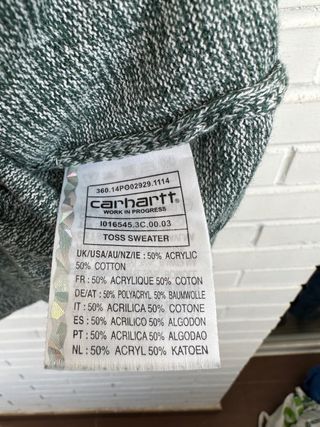 360.14PO02929.1114
carhartt
WORK IN PROGRESS
I016545.3C.00.03
TOSS SWEATER
UK/USA/AU/NZ/IE : 50% ACRYLIC
50% COTTON
FR : 50% ACRYLIQUE 50% COTON
DE/AT : 50% POLYACRYL 50% BAUMWOLLE
IT : 50% ACRILICA 50% COTONE
ES : 50% ACRILICO 50% ALGODON
PT : 50% ACRILICO 50% ALGODAO
NL : 50% ACRYL 50% KATOEN